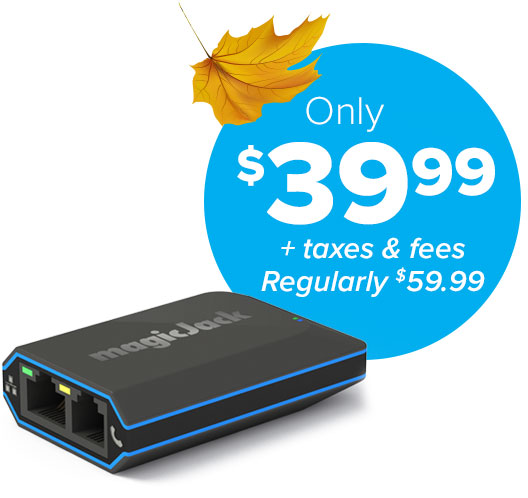 Only
$39.99
+ taxes & fees
Regularly $59.99
magicJack